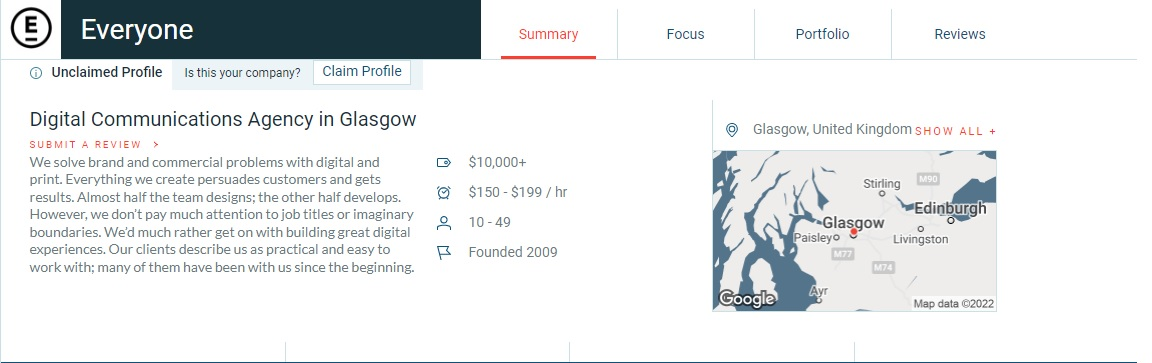 E
Everyone
Summary
Focus
Portfolio
Reviews
Unclaimed Profile
Is this your company?
Claim Profile
Digital Communications Agency in Glasgow
SUBMIT A REVIEW >
We solve brand and commercial problems with digital and
print. Everything we create persuades customers and gets
results. Almost half the team designs; the other half develops.
However, we don't pay much attention to job titles or imaginary
boundaries. We'd much rather get on with building great digital
experiences. Our clients describe us as practical and easy to
work with; many of them have been with us since the beginning.
$10,000+
$150 - $199 / hr
10 - 49
Founded 2009
Glasgow, United Kingdom
SHOW ALL +
Stirling
M90
Edinburgh
Glasgow
Paisley
Livingston
M77
M74
Ayr
Google
Map data ©2022